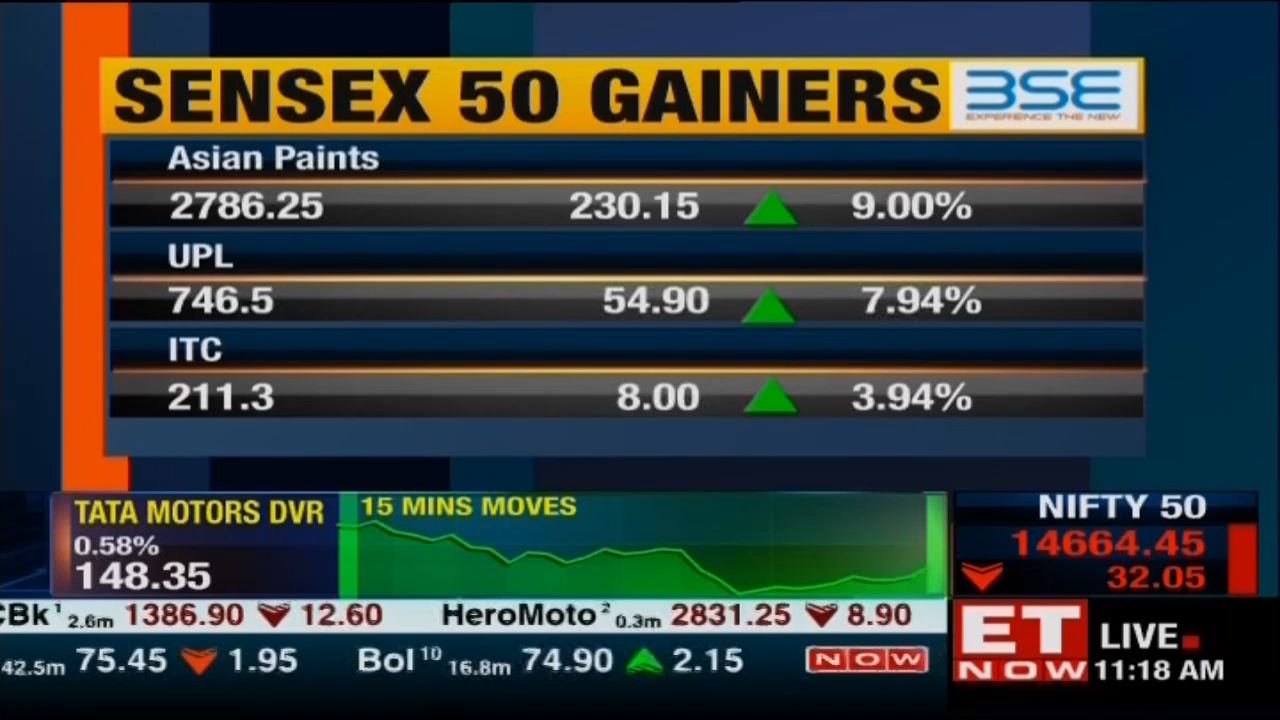 SENSEX 50 GAINERS
BSE
EXPERIENCE THE NEW
Asian Paints
2786.25 230.15 9.00%
UPL
746.5 54.90 7.94%
ITC
211.3 8.00 3.94%
TATA MOTORS DVR
0.58%
148.35
15 MINS MOVES
NIFTY 50
14664.45
32.05
CBk 1 2.6m 1386.90 12.60 HeroMoto 2 0.3m 2831.25 8.90
42.5m 75.45 1.95 BoI 10 16.8m 74.90 2.15 NOW
ET
NOW
LIVE
11:18 AM